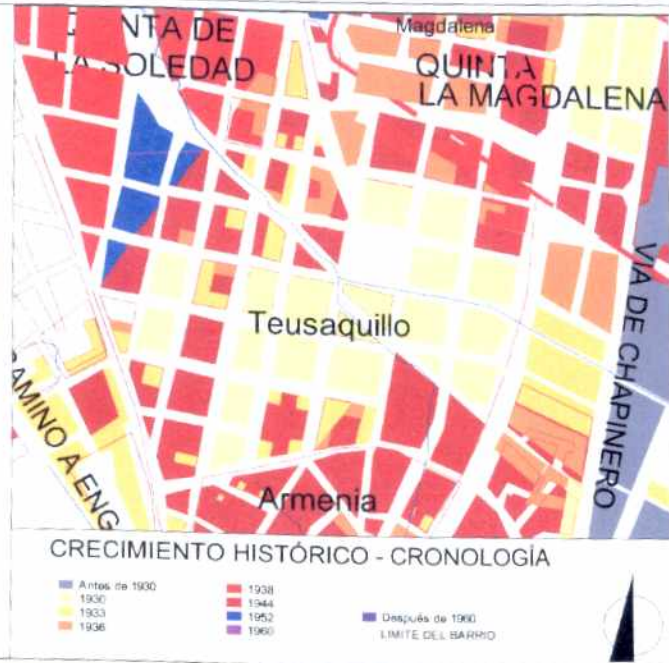 NTA DE
LA SOLEDAD
Magdalena
QUINTA
LA MAGDALENA
VIA DE CHAPINERO
Teusaquillo
AMINO A ENG
Armenia
CRECIMIENTO HISTÓRICO - CRONOLOGÍA
Antes de 1930
1930
1933
1936
1938
1944
1952
1960
Después de 1960
LIMITE DEL BARRIO